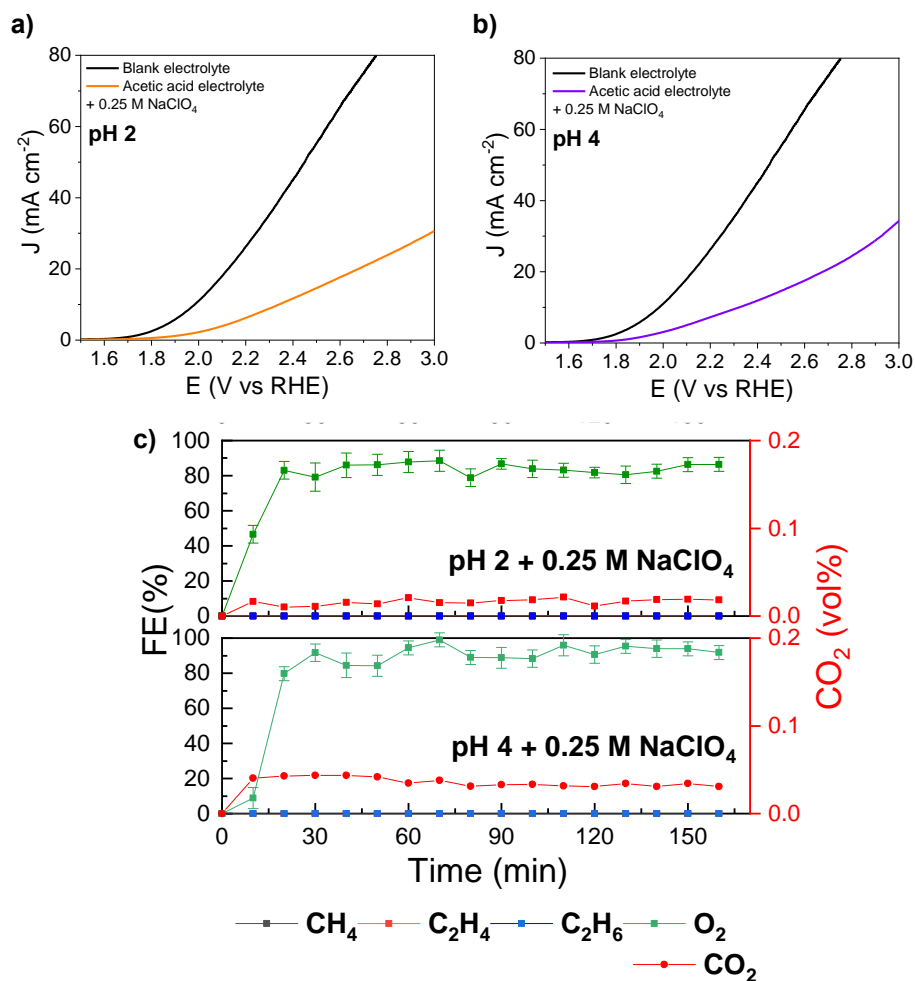 a)
80
60
40
20
0
J (mA cm⁻²)
Blank electrolyte
Acetic acid electrolyte
+ 0.25 M NaClO₄
pH 2
1.6 1.8 2.0 2.2 2.4 2.6 2.8 3.0
E (V vs RHE)
b)
80
60
40
20
0
J (mA cm⁻²)
Blank electrolyte
Acetic acid electrolyte
+ 0.25 M NaClO₄
pH 4
1.6 1.8 2.0 2.2 2.4 2.6 2.8 3.0
E (V vs RHE)
c)
100
80
60
40
20
0
0.2
0.1
0.0
pH 2 + 0.25 M NaClO₄
FE(%)
CO₂ (vol%)
100
80
60
40
20
0
0.2
0.1
0.0
pH 4 + 0.25 M NaClO₄
0 30 60 90 120 150
Time (min)
CH₄ C₂H₄ C₂H₆ O₂
CO₂